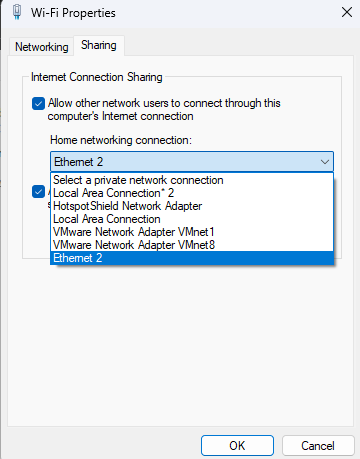 Wi-Fi Properties
Networking
Sharing
Internet Connection Sharing
Allow other network users to connect through this
computer's Internet connection
Home networking connection:
Ethernet 2
Select a private network connection
Local Area Connection* 2
HotspotShield Network Adapter
Local Area Connection
VMware Network Adapter VMnet1
VMware Network Adapter VMnet8
Ethernet 2
OK
Cancel